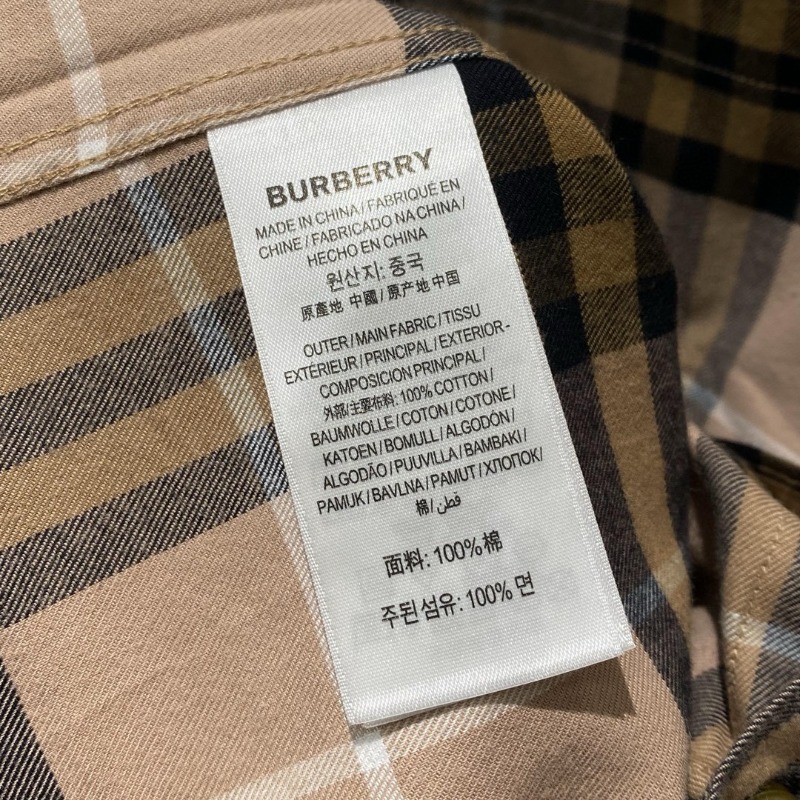 BURBERRY
MADE IN CHINA / FABRIQUÉ EN
CHINE / FABRICADO NA CHINA /
HECHO EN CHINA
원산지: 중국
原產地 中國 / 原产地 中国
OUTER / MAIN FABRIC / TISSU
EXTÉRIEUR / PRINCIPAL / EXTERIOR-
COMPOSICION PRINCIPAL /
外部/主要布料: 100% COTTON /
BAUMWOLLE / COTON / COTONE /
KATOEN / BOMULL / ALGODÓN /
ALGODÃO / PUUVILLA / BAMBAKI /
PAMUK / BAVLNA / PAMUT / ХЛОПОК/
棉/ قطن
面料: 100%棉
주된 섬유: 100% 면